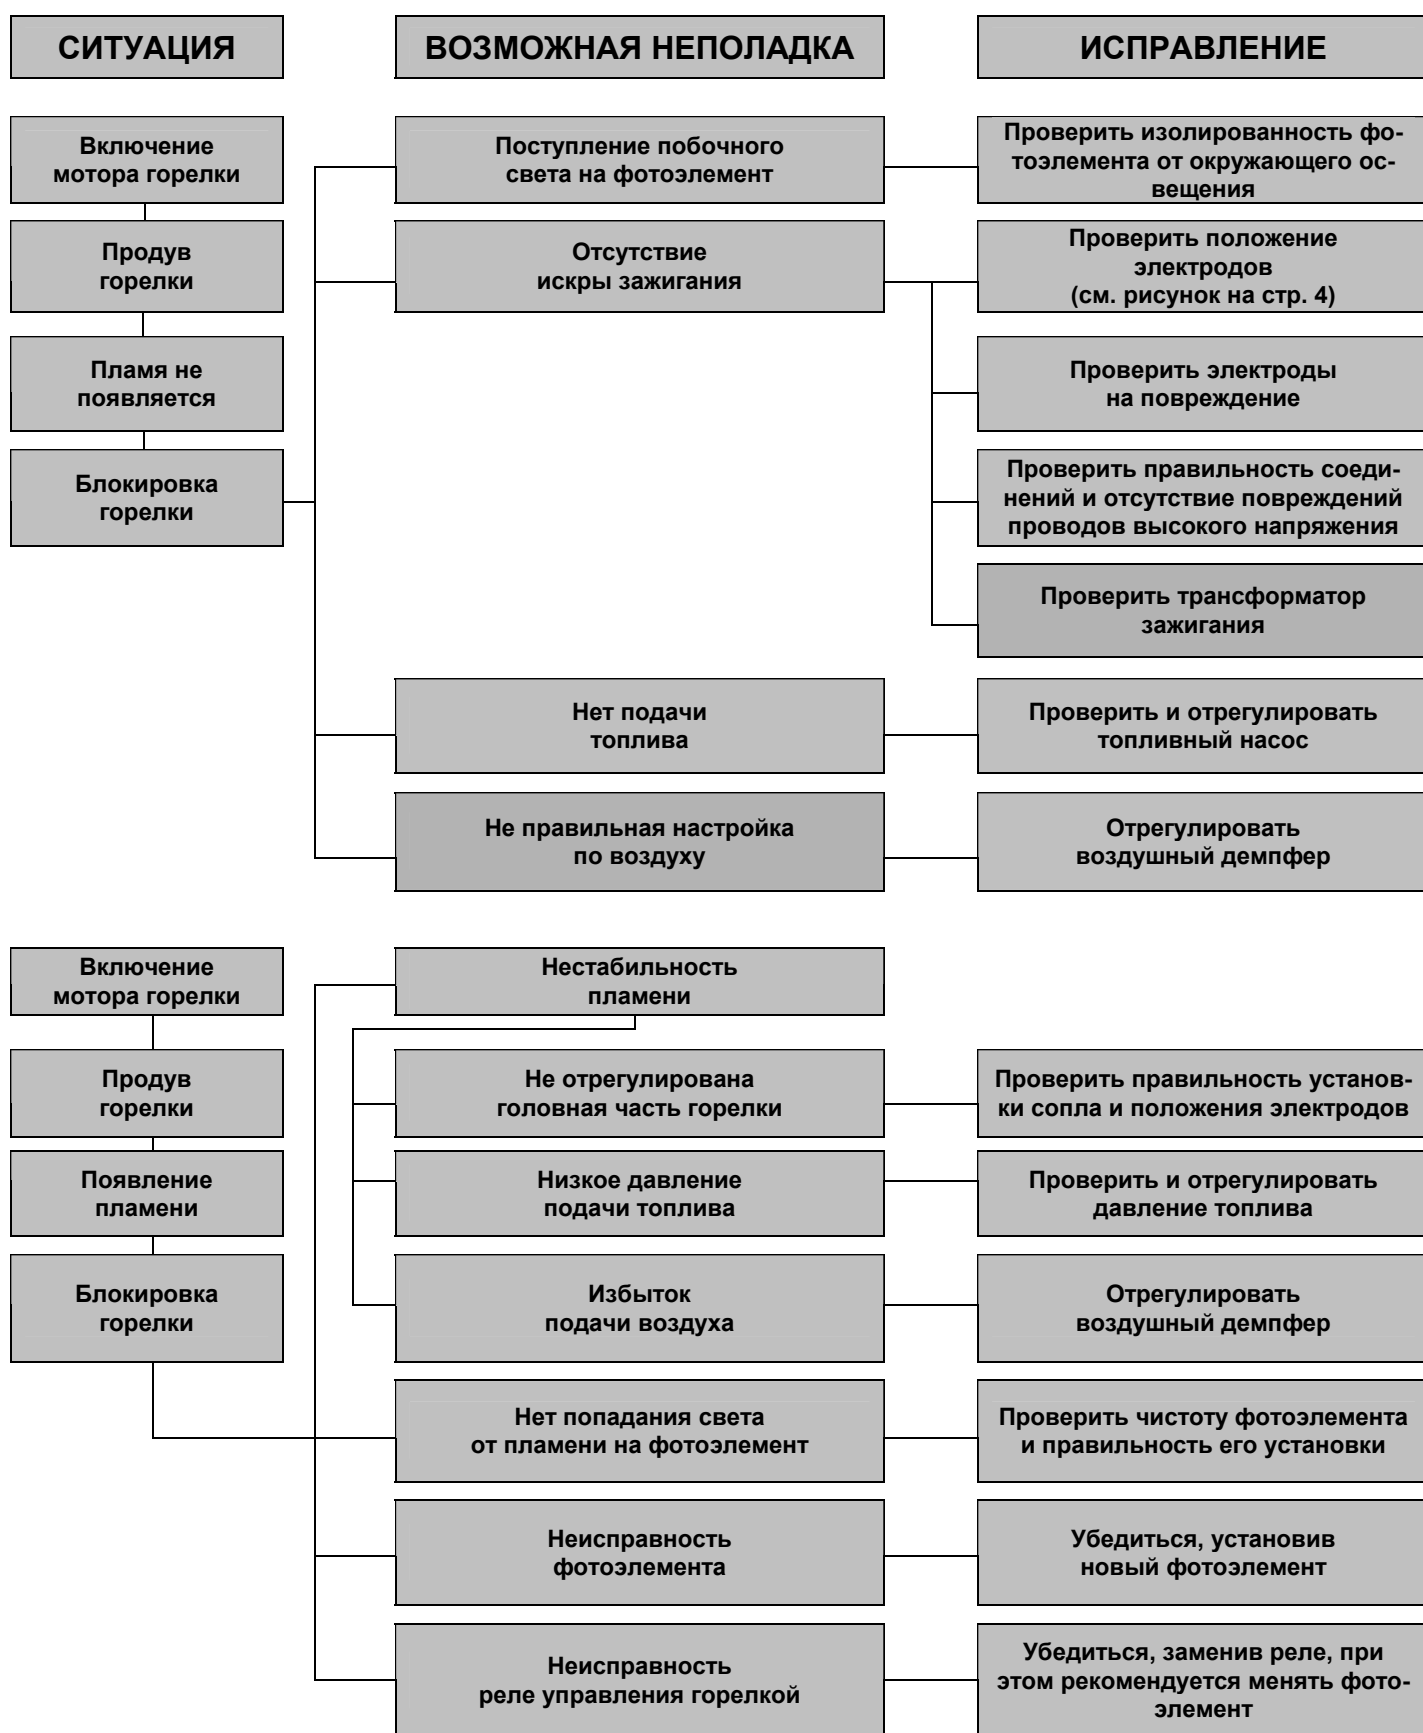 СИТУАЦИЯ
ВОЗМОЖНАЯ НЕПОЛАДКА
ИСПРАВЛЕНИЕ
Включение
мотора горелки
Продув
горелки
Пламя не
появляется
Блокировка
горелки
Поступление побочного
света на фотоэлемент
Проверить изолированность фо-
тоэлемента от окружающего ос-
вещения
Отсутствие
искры зажигания
Проверить положение
электродов
(см. рисунок на стр. 4)
Проверить электроды
на повреждение
Проверить правильность соеди-
нений и отсутствие повреждений
проводов высокого напряжения
Проверить трансформатор
зажигания
Нет подачи
топлива
Проверить и отрегулировать
топливный насос
Не правильная настройка
по воздуху
Отрегулировать
воздушный демпфер
Включение
мотора горелки
Продув
горелки
Появление
пламени
Блокировка
горелки
Нестабильность
пламени
Не отрегулирована
головная часть горелки
Проверить правильность установ-
ки сопла и положения электродов
Низкое давление
подачи топлива
Проверить и отрегулировать
давление топлива
Избыток
подачи воздуха
Отрегулировать
воздушный демпфер
Нет попадания света
от пламени на фотоэлемент
Проверить чистоту фотоэлемента
и правильность его установки
Неисправность
фотоэлемента
Убедиться, установив
новый фотоэлемент
Неисправность
реле управления горелкой
Убедиться, заменив реле, при
этом рекомендуется менять фото-
элемент